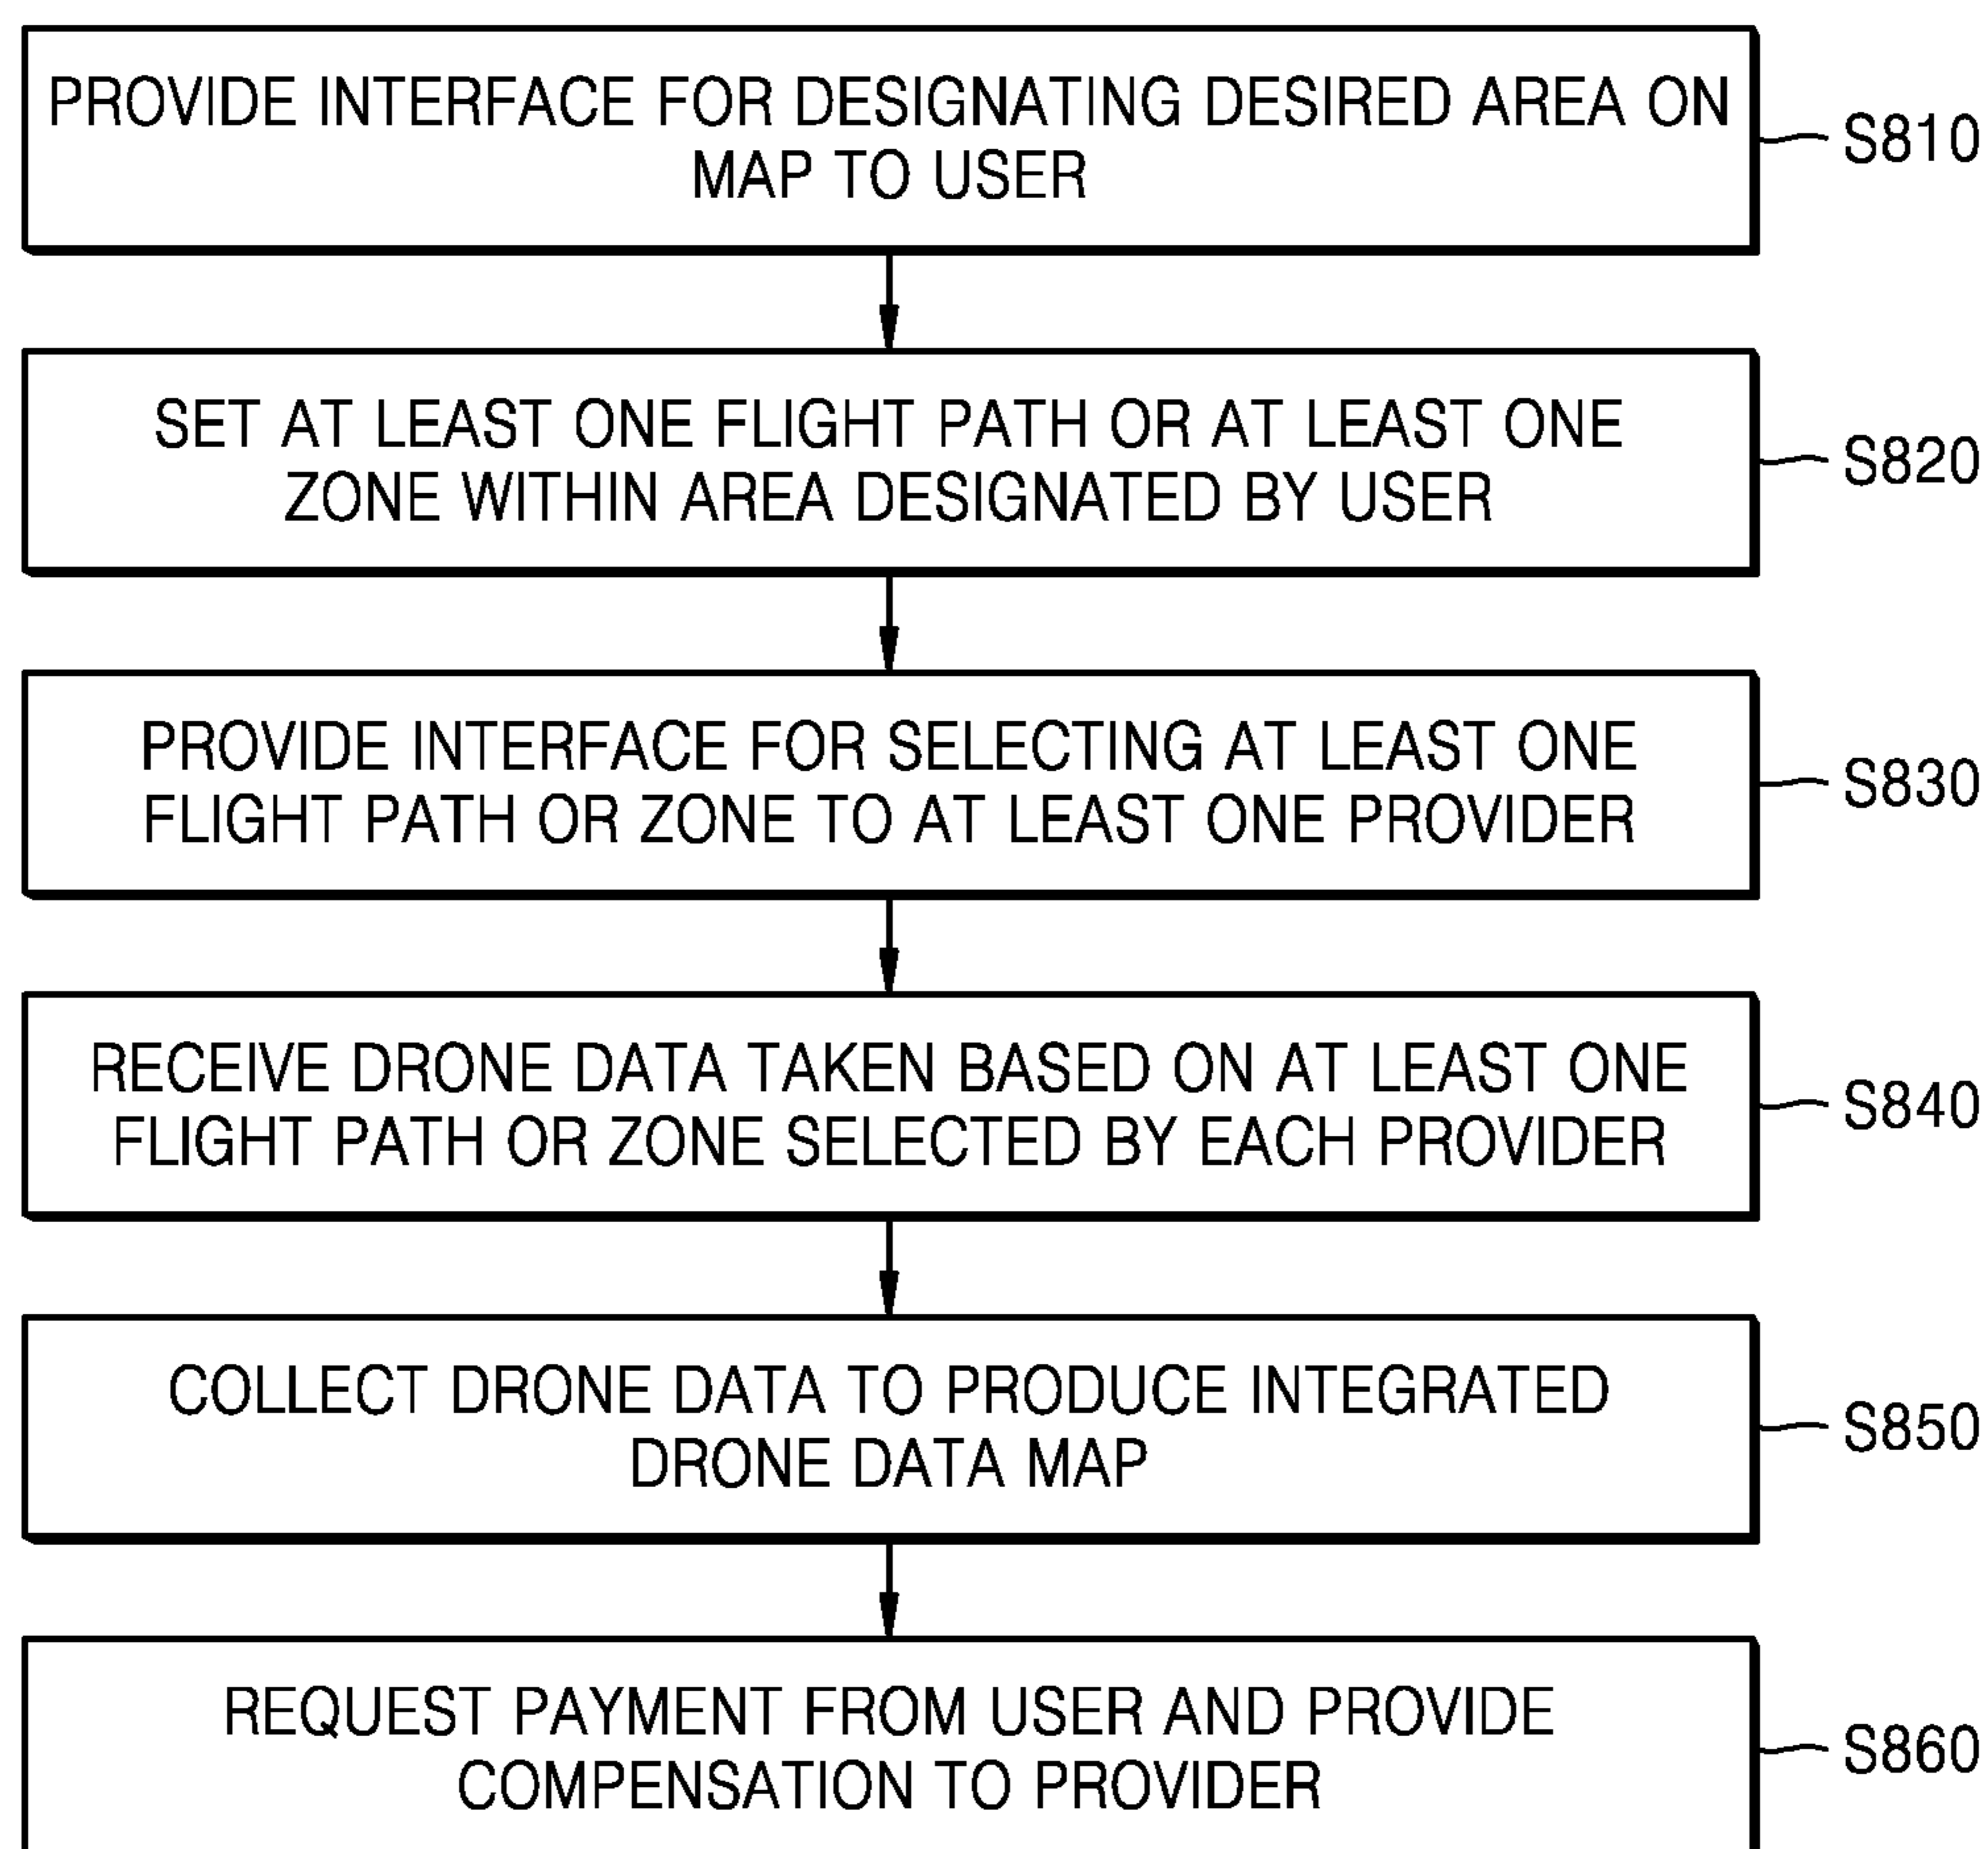 PROVIDE INTERFACE FOR DESIGNATING DESIRED AREA ON
MAP TO USER
S810
SET AT LEAST ONE FLIGHT PATH OR AT LEAST ONE
ZONE WITHIN AREA DESIGNATED BY USER
S820
PROVIDE INTERFACE FOR SELECTING AT LEAST ONE
FLIGHT PATH OR ZONE TO AT LEAST ONE PROVIDER
S830
RECEIVE DRONE DATA TAKEN BASED ON AT LEAST ONE
FLIGHT PATH OR ZONE SELECTED BY EACH PROVIDER
S840
COLLECT DRONE DATA TO PRODUCE INTEGRATED
DRONE DATA MAP
S850
REQUEST PAYMENT FROM USER AND PROVIDE
COMPENSATION TO PROVIDER
S860